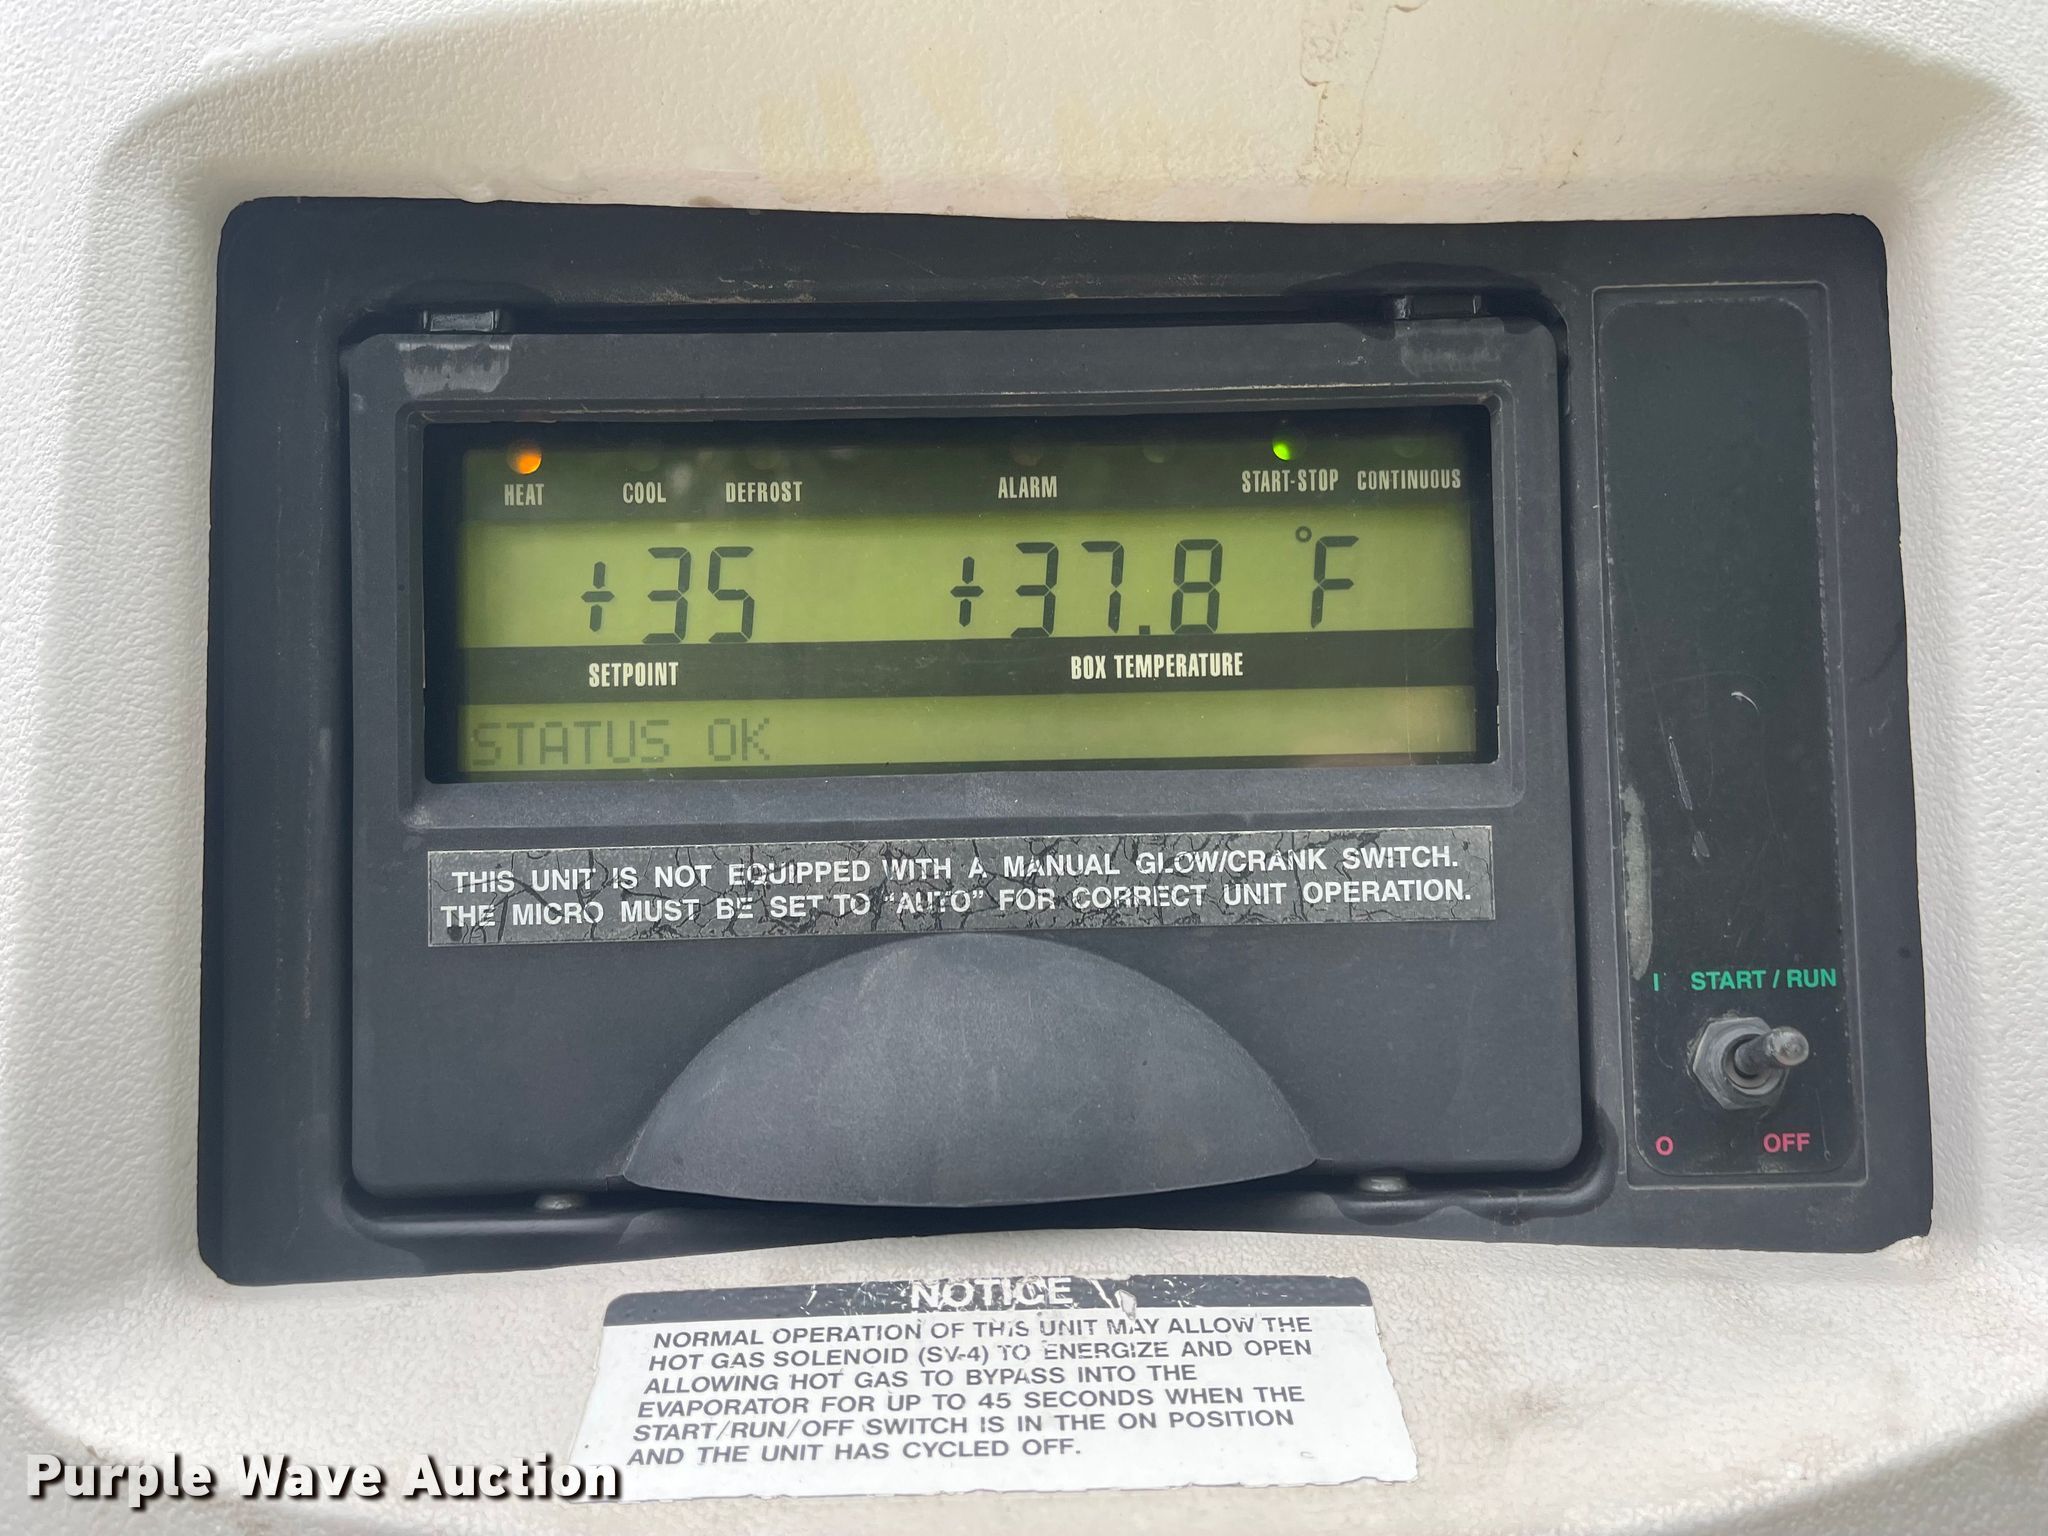 HEAT COOL DEFROST ALARM START-STOP CONTINUOUS
+35 +37.8 °F
SETPOINT BOX TEMPERATURE
STATUS OK
THIS UNIT IS NOT EQUIPPED WITH A MANUAL GLOW/CRANK SWITCH.
THE MICRO MUST BE SET TO "AUTO" FOR CORRECT UNIT OPERATION.
I START / RUN
O OFF
NOTICE
NORMAL OPERATION OF THIS UNIT MAY ALLOW THE
HOT GAS SOLENOID (SV-4) TO ENERGIZE AND OPEN
ALLOWING HOT GAS TO BYPASS INTO THE
EVAPORATOR FOR UP TO 45 SECONDS WHEN THE
START/RUN/OFF SWITCH IS IN THE ON POSITION
AND THE UNIT HAS CYCLED OFF.
Purple Wave Auction